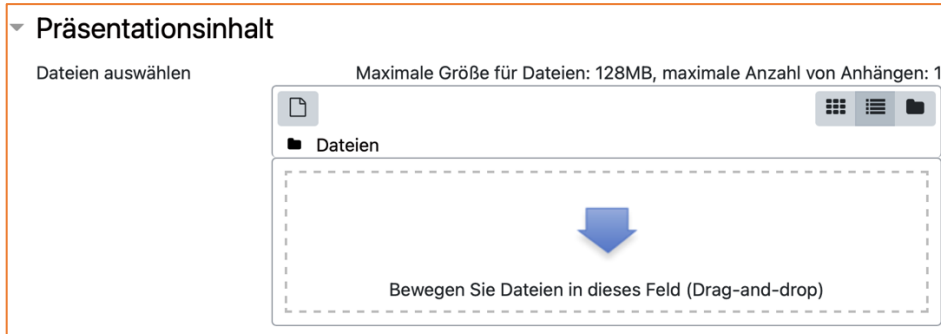 Präsentationsinhalt
Dateien auswählen
Maximale Größe für Dateien: 128MB, maximale Anzahl von Anhängen: 1
Dateien
Bewegen Sie Dateien in dieses Feld (Drag-and-drop)